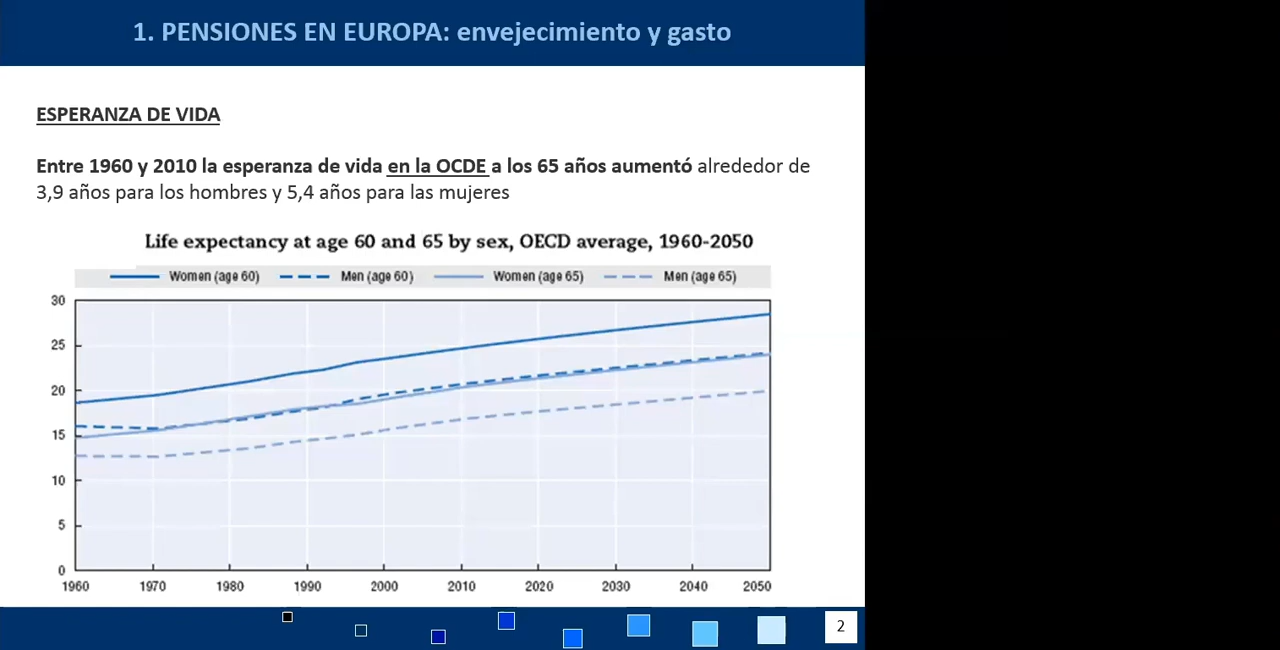 1. PENSIONES EN EUROPA: envejecimiento y gasto
ESPERANZA DE VIDA
Entre 1960 y 2010 la esperanza de vida en la OCDE a los 65 años aumentó alrededor de
3,9 años para los hombres y 5,4 años para las mujeres
Life expectancy at age 60 and 65 by sex, OECD average, 1960-2050
Women (age 60) Men (age 60) Women (age 65) Men (age 65)
30
25
20
15
10
5
0
1960 1970 1980 1990 2000 2010 2020 2030 2040 2050
2